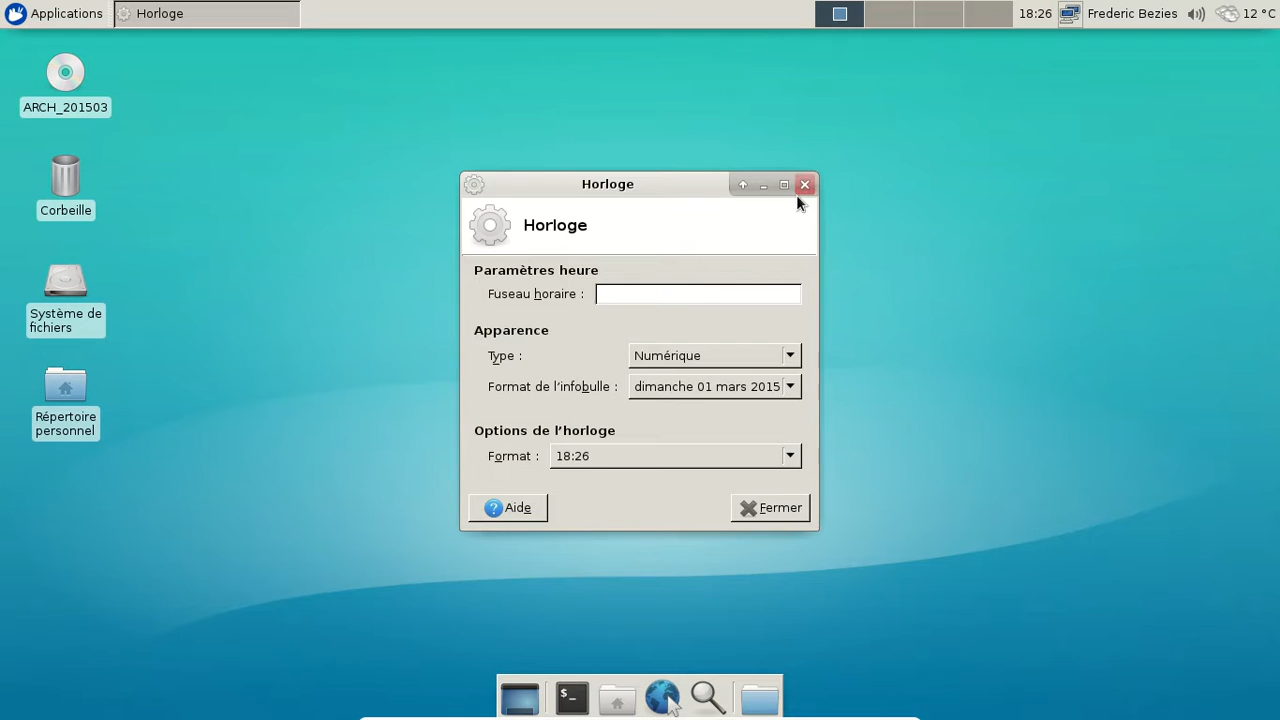 Applications
Horloge
18:26
Frederic Bezies
12 °C
ARCH_201503
Corbeille
Système de
fichiers
Répertoire
personnel
Horloge
Horloge
Paramètres heure
Fuseau horaire :
Apparence
Type :
Numérique
Format de l’infobulle :
dimanche 01 mars 2015
Options de l’horloge
Format :
18:26
Aide
Fermer
$_